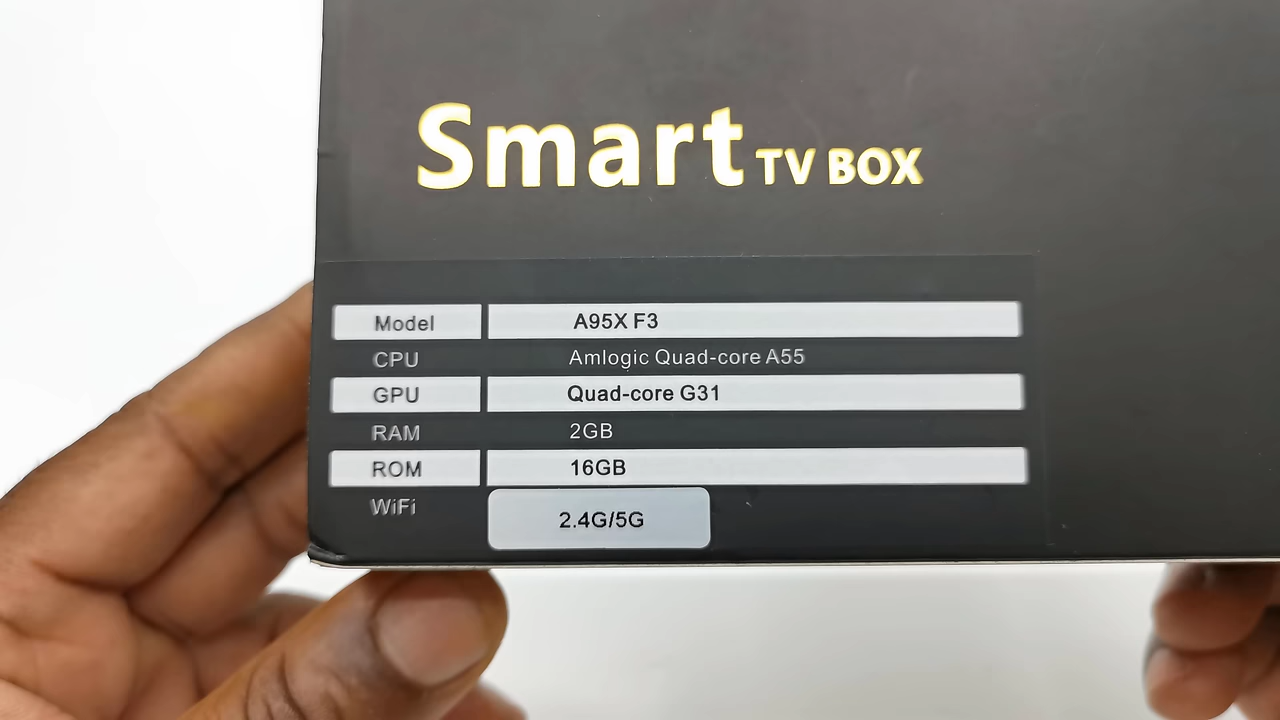 Smart TV BOX
Model A95X F3
CPU Amlogic Quad-core A55
GPU Quad-core G31
RAM 2GB
ROM 16GB
WiFi 2.4G/5G